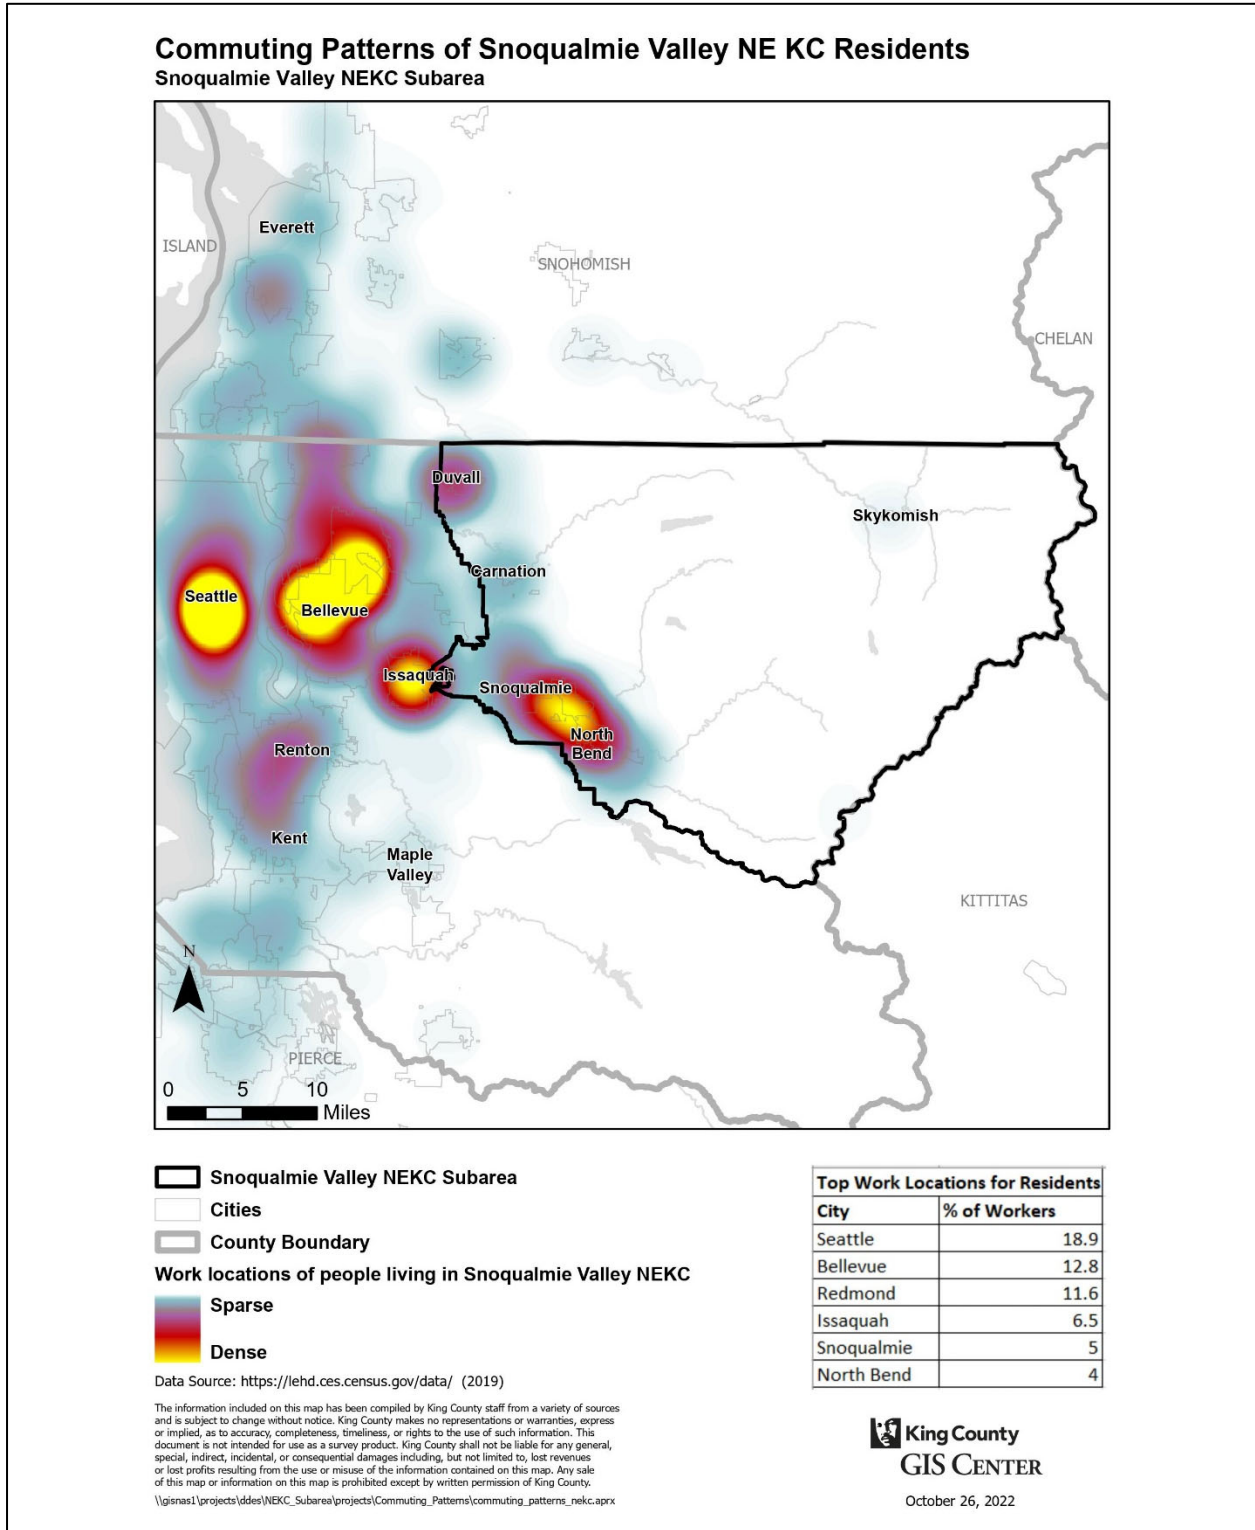 Commuting Patterns of Snoqualmie Valley NE KC Residents
Snoqualmie Valley NEKC Subarea
Everett
ISLAND
SNOHOMISH
CHELAN
Duvall
Skykomish
Carnation
Seattle
Bellevue
Issaquah
Snoqualmie
North
Bend
Renton
Kent
Maple
Valley
KITTITAS
N
PIERCE
0 5 10
Miles
Snoqualmie Valley NEKC Subarea
Cities
County Boundary
Work locations of people living in Snoqualmie Valley NEKC
Sparse
Dense
Data Source: https://lehd.ces.census.gov/data/ (2019)
The information included on this map has been compiled by King County staff from a variety of sources
and is subject to change without notice. King County makes no representations or warranties, express
or implied, as to accuracy, completeness, timeliness, or rights to the use of such information. This
document is not intended for use as a survey product. King County shall not be liable for any general,
special, indirect, incidental, or consequential damages including, but not limited to, lost revenues
or lost profits resulting from the use or misuse of the information contained on this map. Any sale
of this map or information on this map is prohibited except by written permission of King County.
\\gisnas1\projects\ddes\NEKC_Subarea\projects\Commuting_Patterns\commuting_patterns_nekc.aprx
Top Work Locations for Residents
City % of Workers
Seattle 18.9
Bellevue 12.8
Redmond 11.6
Issaquah 6.5
Snoqualmie 5
North Bend 4
King County
GIS CENTER
October 26, 2022